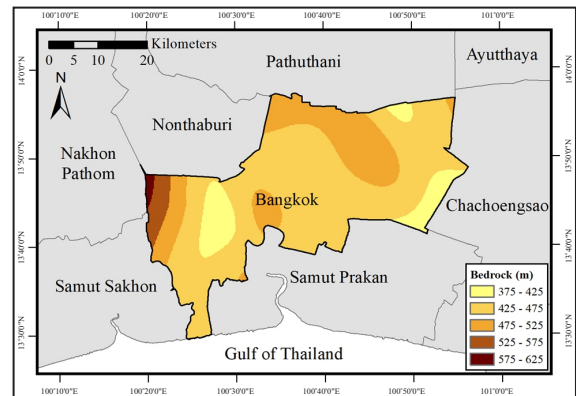 100°10'0"E 100°20'0"E 100°30'0"E 100°40'0"E 100°50'0"E 101°0'0"E
Kilometers
0 5 10 20
N
Pathuthani
Ayutthaya
Nonthaburi
Nakhon
Pathom
Bangkok
Chachoengsao
Samut Sakhon
Samut Prakan
Gulf of Thailand
14°0'0"N
13°50'0"N
13°40'0"N
13°30'0"N
14°0'0"N
13°50'0"N
13°40'0"N
13°30'0"N
Bedrock (m)
375 - 425
425 - 475
475 - 525
525 - 575
575 - 625
100°10'0"E 100°20'0"E 100°30'0"E 100°40'0"E 100°50'0"E 101°0'0"E